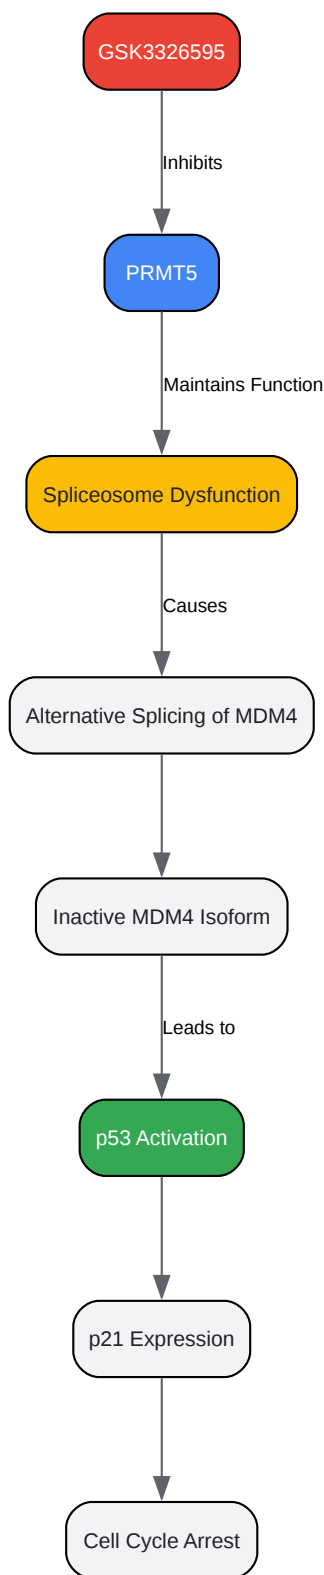 GSK3326595
Inhibits
PRMT5
Maintains Function
Spliceosome Dysfunction
Causes
Alternative Splicing of MDM4
Inactive MDM4 Isoform
Leads to
p53 Activation
p21 Expression
Cell Cycle Arrest